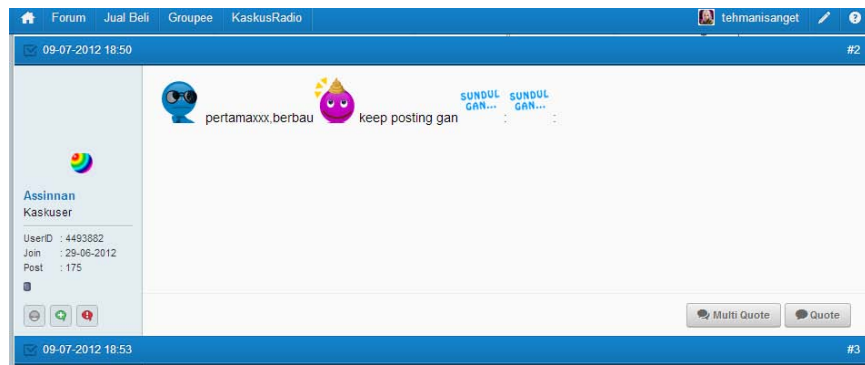 Forum Jual Beli Groupee KaskusRadio tehmanisanget ?
09-07-2012 18:50 #2
SUNDUL GAN... SUNDUL GAN...
pertamaxxx,berbau keep posting gan : :
Assinnan
Kaskuser
UserID : 4493882
Join : 29-06-2012
Post : 175
Multi Quote Quote
09-07-2012 18:53 #3